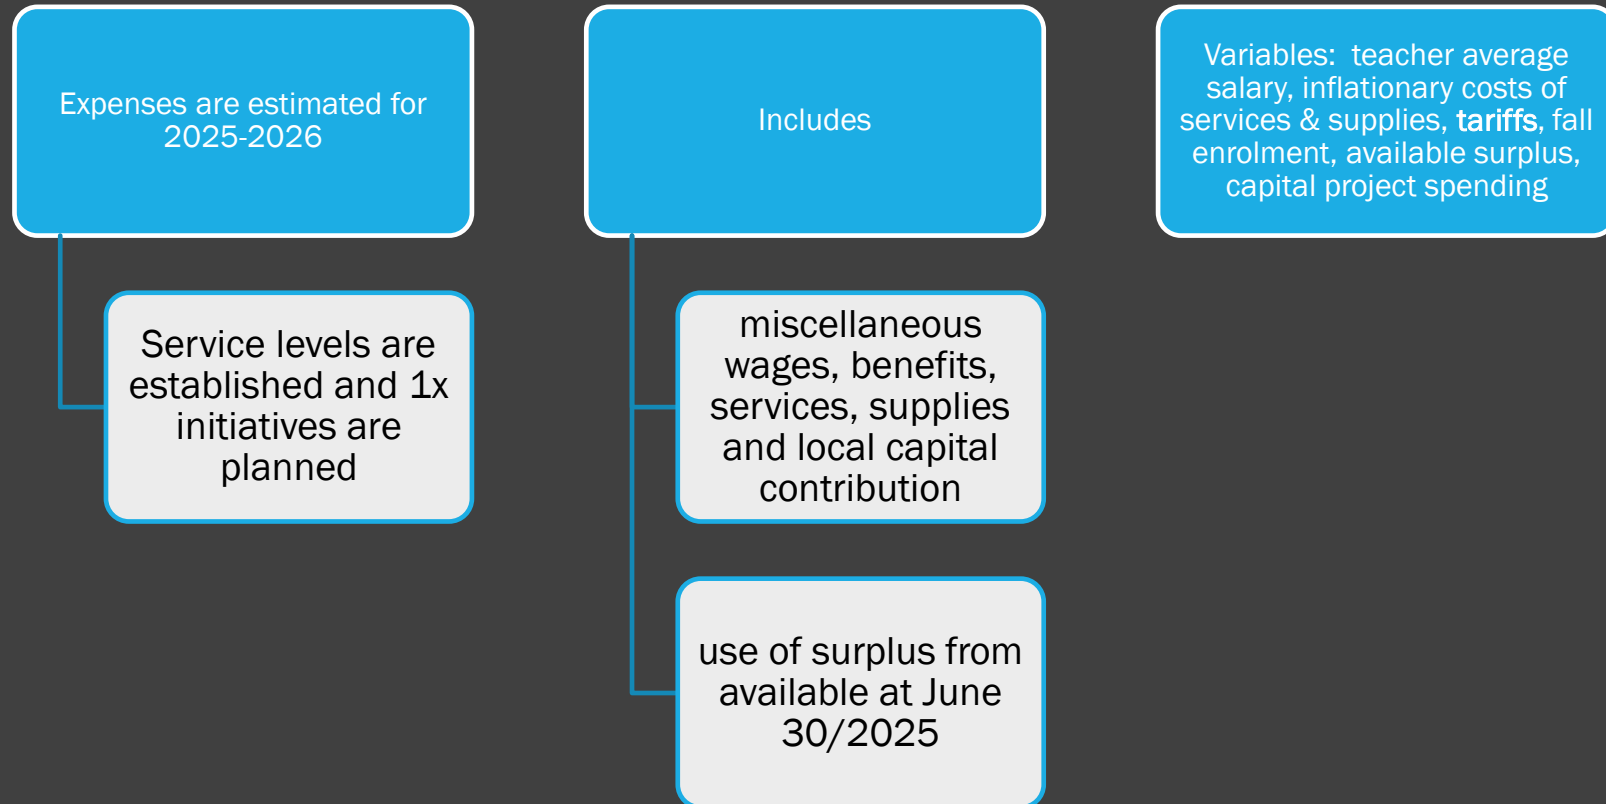 Expenses are estimated for
2025-2026
Service levels are
established and 1x
initiatives are
planned
Includes
miscellaneous
wages, benefits,
services, supplies
and local capital
contribution
use of surplus from
available at June
30/2025
Variables:  teacher average
salary, inflationary costs of
services & supplies, tariffs, fall
enrolment, available surplus,
capital project spending